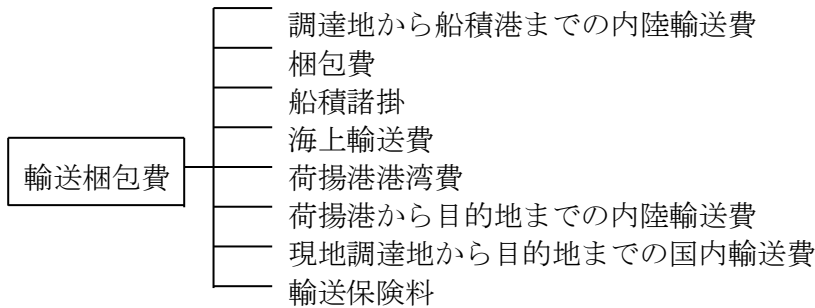 調達地から船積港までの内陸輸送費
梱包費
船積諸掛
海上輸送費
輸送梱包費
荷揚港港湾費
荷揚港から目的地までの内陸輸送費
現地調達地から目的地までの国内輸送費
輸送保険料